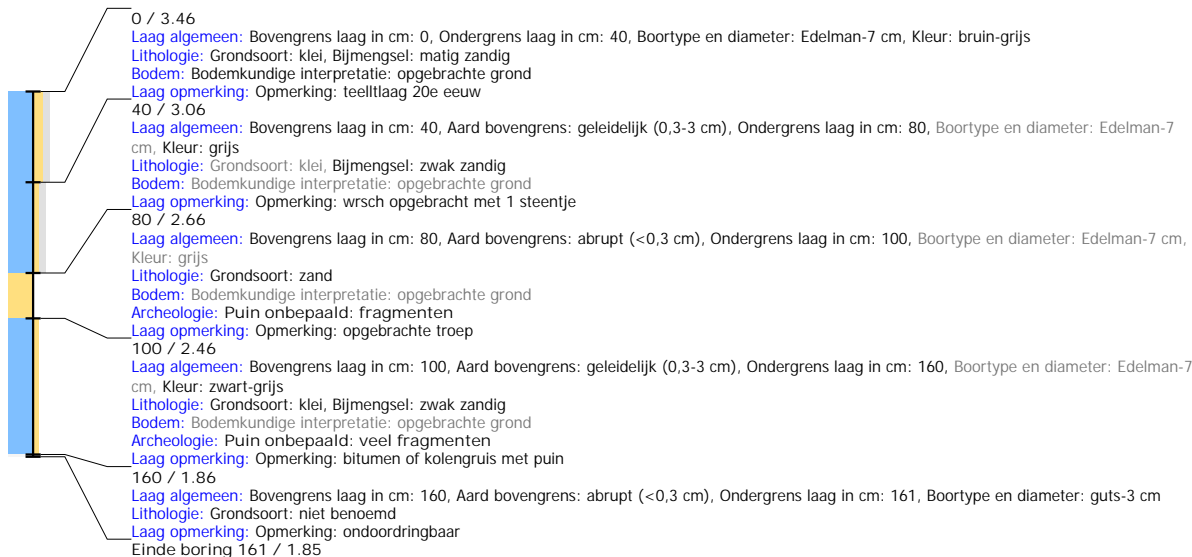 0 / 3.46
Laag algemeen: Bovengrens laag in cm: 0, Ondergrens laag in cm: 40, Boortype en diameter: Edelman-7 cm, Kleur: bruin-grijs
Lithologie: Grondsoort: klei, Bijmengsel: matig zandig
Bodem: Bodemkundige interpretatie: opgebrachte grond
Laag opmerking: Opmerking: teelltlaag 20e eeuw
40 / 3.06
Laag algemeen: Bovengrens laag in cm: 40, Aard bovengrens: geleidelijk (0,3-3 cm), Ondergrens laag in cm: 80, Boortype en diameter: Edelman-7
cm, Kleur: grijs
Lithologie: Grondsoort: klei, Bijmengsel: zwak zandig
Bodem: Bodemkundige interpretatie: opgebrachte grond
Laag opmerking: Opmerking: wrsch opgebracht met 1 steentje
80 / 2.66
Laag algemeen: Bovengrens laag in cm: 80, Aard bovengrens: abrupt (<0,3 cm), Ondergrens laag in cm: 100, Boortype en diameter: Edelman-7 cm,
Kleur: grijs
Lithologie: Grondsoort: zand
Bodem: Bodemkundige interpretatie: opgebrachte grond
Archeologie: Puin onbepaald: fragmenten
Laag opmerking: Opmerking: opgebrachte troep
100 / 2.46
Laag algemeen: Bovengrens laag in cm: 100, Aard bovengrens: geleidelijk (0,3-3 cm), Ondergrens laag in cm: 160, Boortype en diameter: Edelman-7
cm, Kleur: zwart-grijs
Lithologie: Grondsoort: klei, Bijmengsel: zwak zandig
Bodem: Bodemkundige interpretatie: opgebrachte grond
Archeologie: Puin onbepaald: veel fragmenten
Laag opmerking: Opmerking: bitumen of kolengruis met puin
160 / 1.86
Laag algemeen: Bovengrens laag in cm: 160, Aard bovengrens: abrupt (<0,3 cm), Ondergrens laag in cm: 161, Boortype en diameter: guts-3 cm
Lithologie: Grondsoort: niet benoemd
Laag opmerking: Opmerking: ondoordringbaar
Einde boring 161 / 1.85